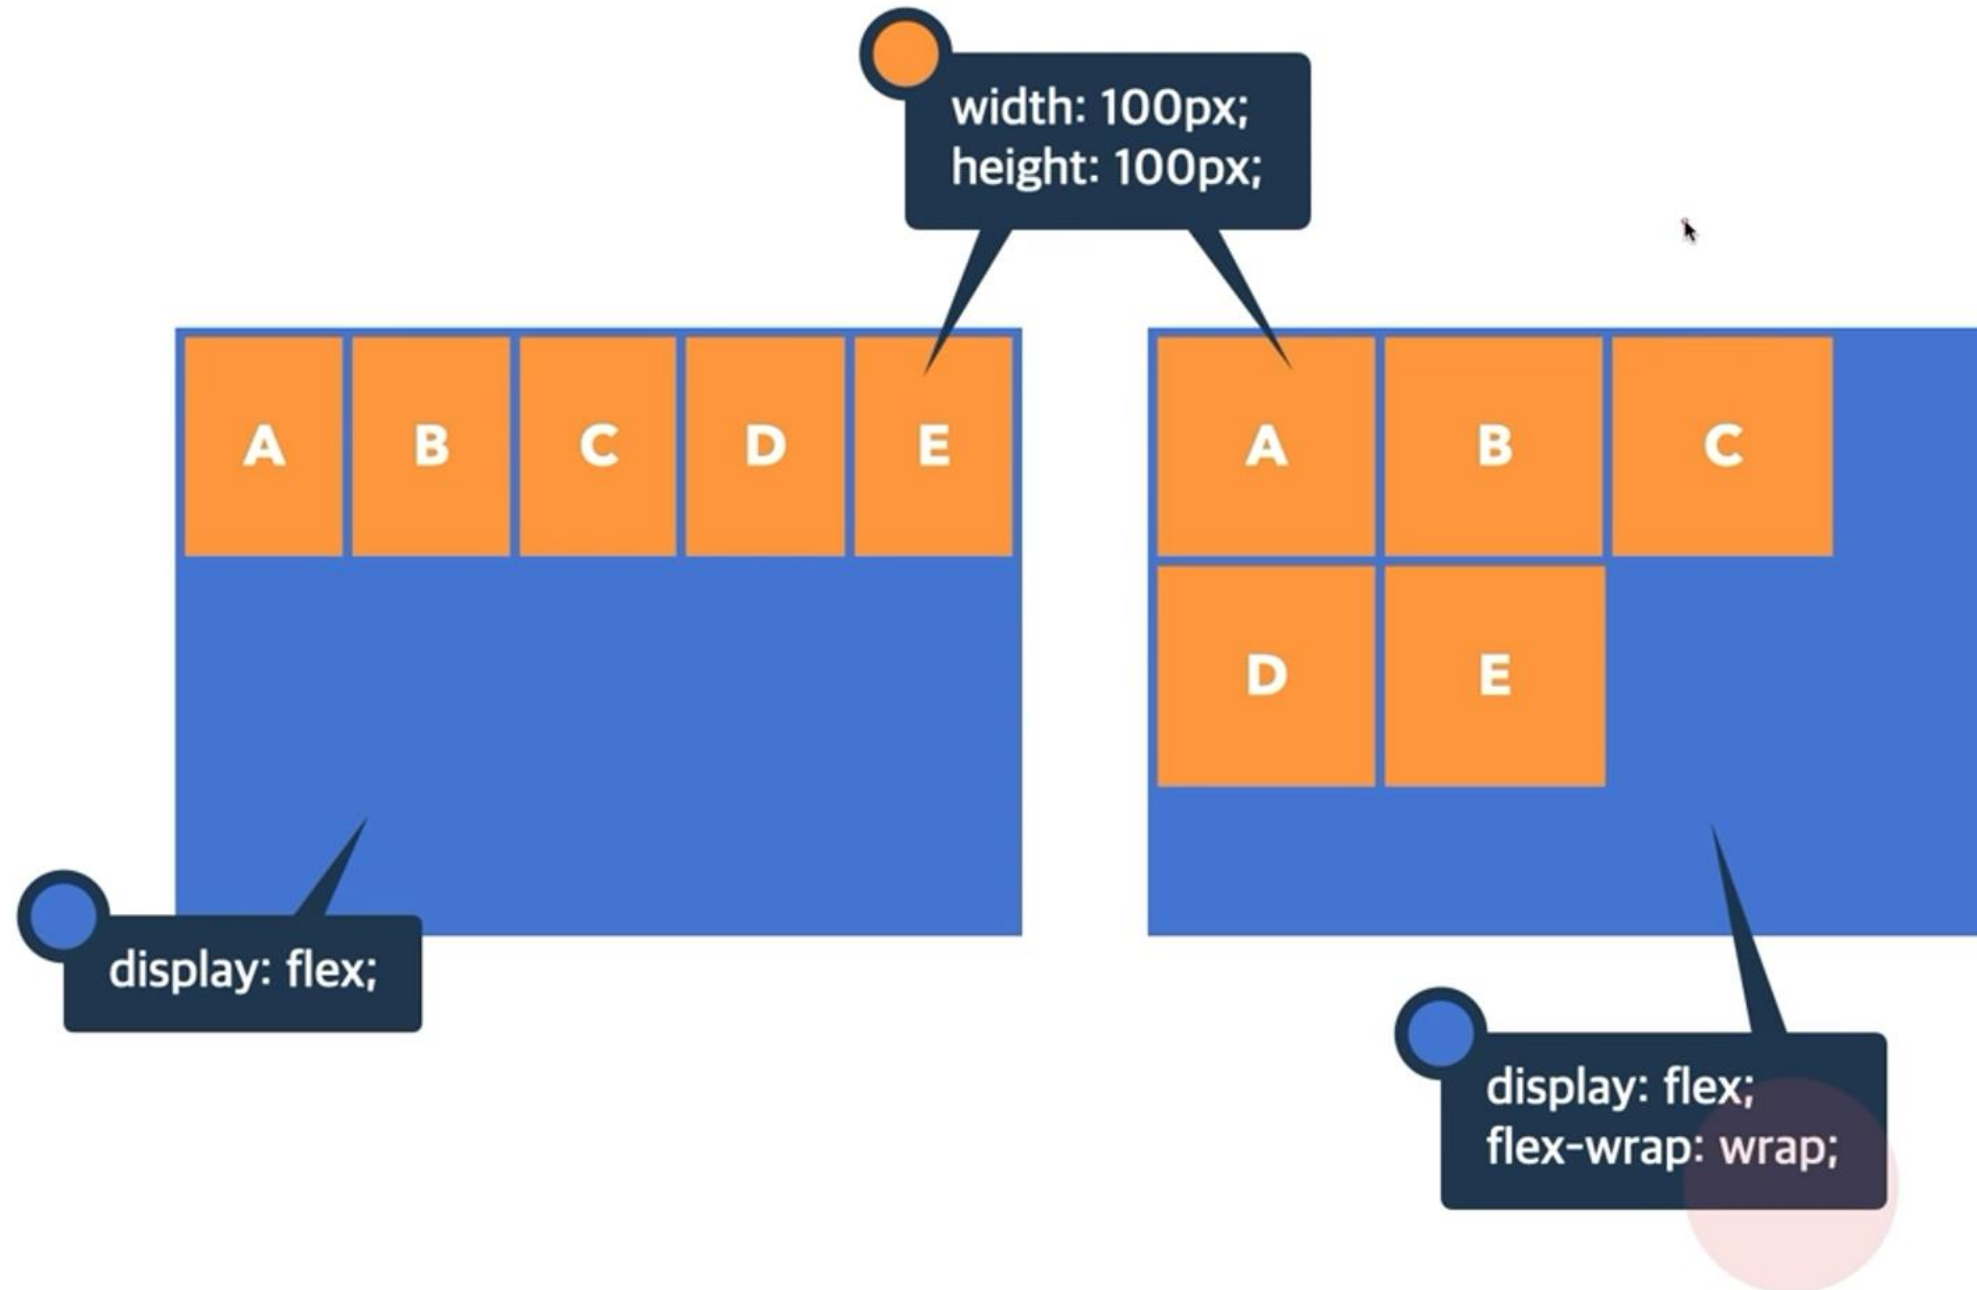 width: 100px;
height: 100px;
A B C D E
A B C
D E
display: flex;
display: flex;
flex-wrap: wrap;